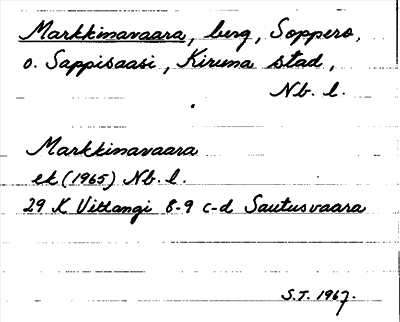 Markkinavaara, berg, Soppero,
o. Sappisaasi, Kiruna stad,
Nb. l.
Markkinavaara
ek (1965) Nb. l.
29 K Vittangi 8-9 c-d Sautusvaara
S.T. 1967.